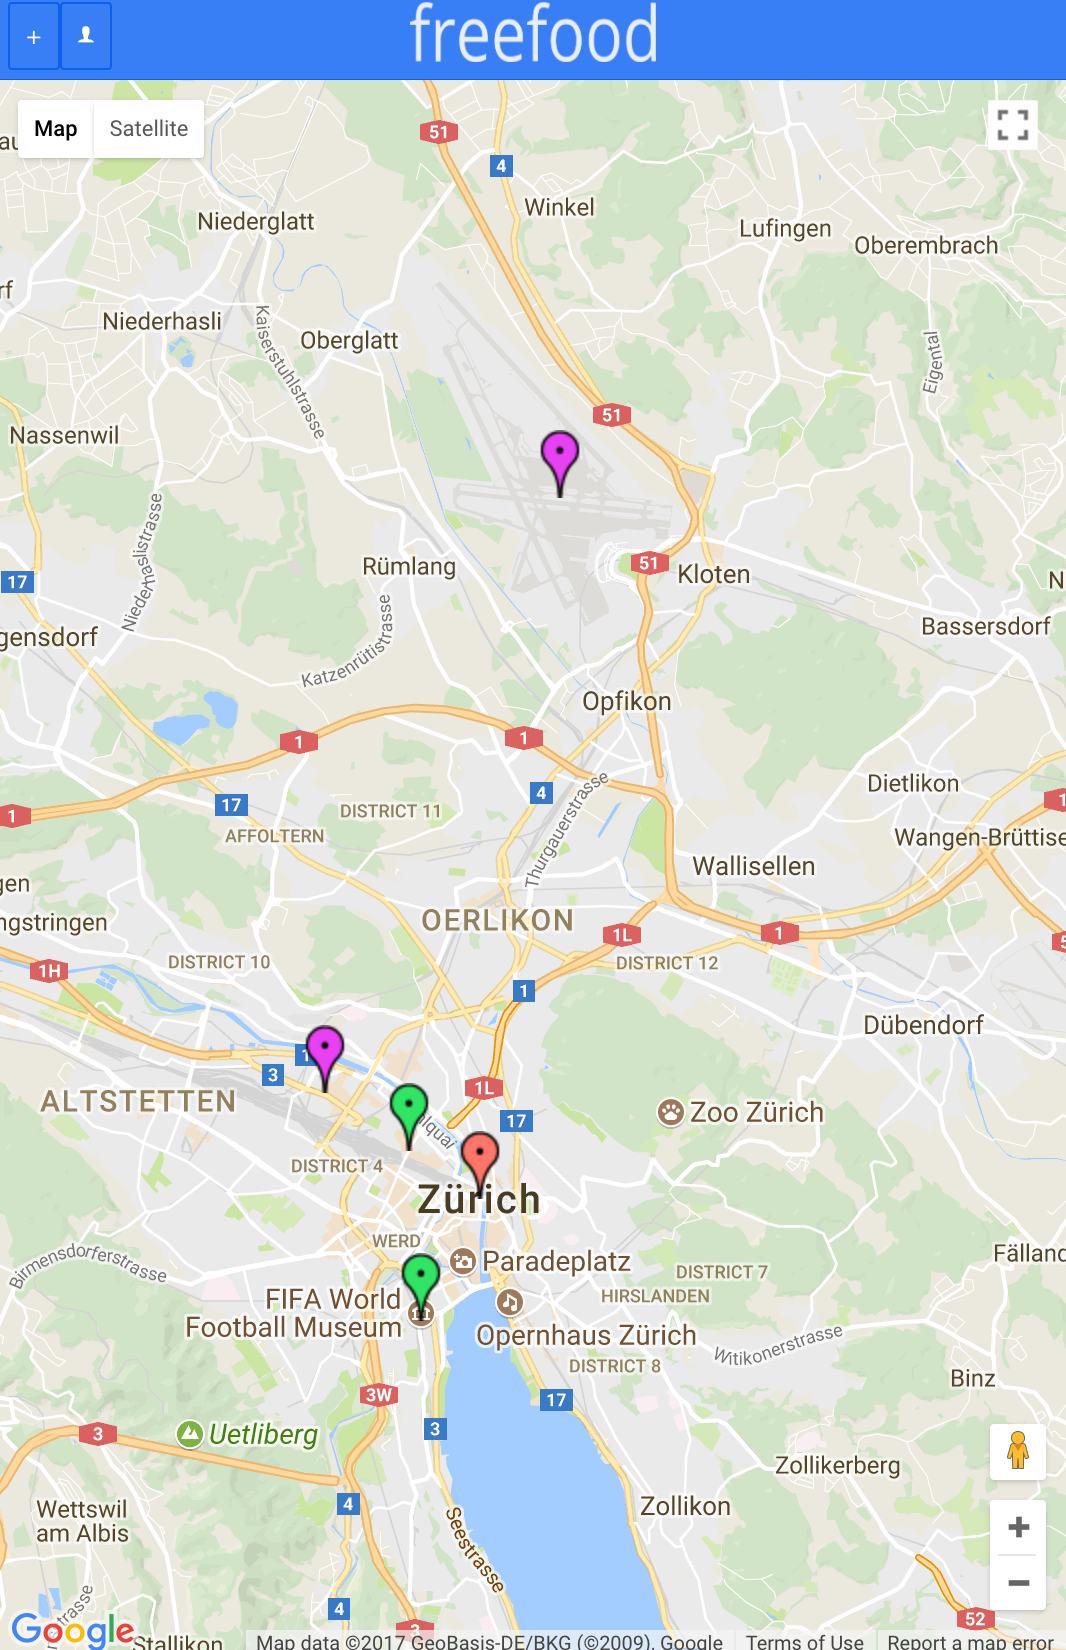 +
freefood
Map
Satellite
51
4
Winkel
Niederglatt
Lufingen
Oberembrach
Niederhasli
Kaiserstuhlstrasse
Oberglatt
Eigental
51
Nassenwil
Niederhaslistrasse
Rümlang
51
Kloten
17
Bassersdorf
gensdorf
Katzenrütistrasse
Opfikon
1
1
4
Dietlikon
17
DISTRICT 11
1
AFFOLTERN
Thurgauerstrasse
Wangen-Brüttise
Wallisellen
gen
ngstringen
OERLIKON
1L
1
DISTRICT 10
DISTRICT 12
1H
1
Dübendorf
3
1L
ALTSTETTEN
Zoo Zürich
17
DISTRICT 4
Zürich
WERD
Birmensdorferstrasse
Paradeplatz
Fälland
DISTRICT 7
HIRSLANDEN
FIFA World
Football Museum
Opernhaus Zürich
Witikonerstrasse
DISTRICT 8
Binz
3W
17
3
3
Uetliberg
Zollikerberg
4
Wettswil
am Albis
Zollikon
Seestrasse
+
−
4
52
3
Google
Stallikon
Map data ©2017 GeoBasis-DE/BKG (©2009), Google
Terms of Use
Report a map error